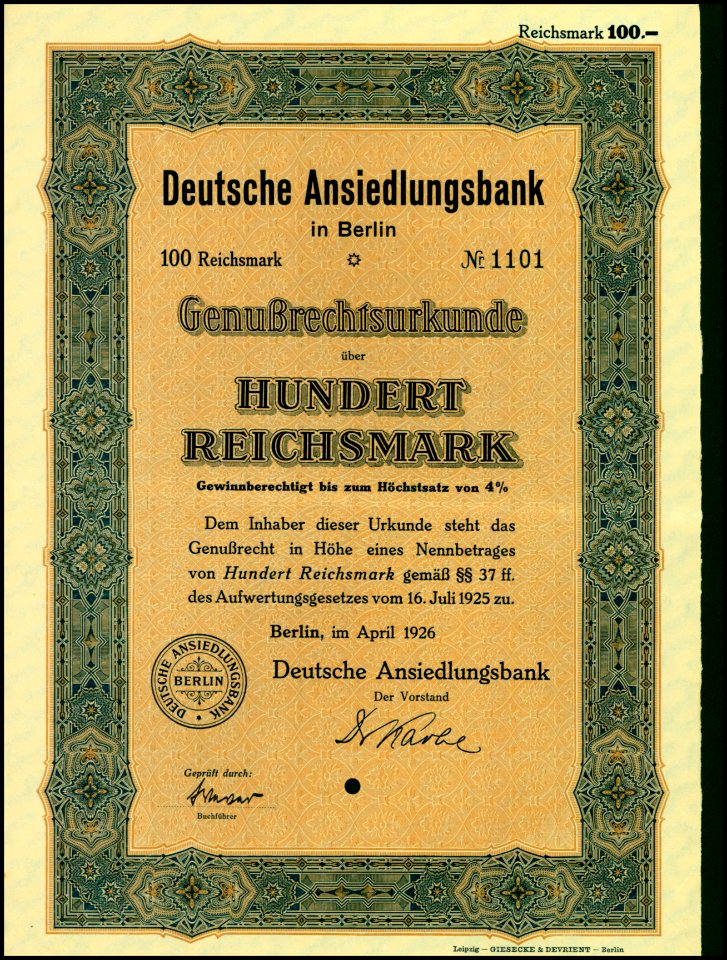 Reichsmark 100.—
Deutsche Ansiedlungsbank
in Berlin
100 Reichsmark
Nr. 1101
Genußrechtsurkunde
über
HUNDERT
REICHSMARK
Gewinnberechtigt bis zum Höchstsatz von 4%
Dem Inhaber dieser Urkunde steht das
Genußrecht in Höhe eines Nennbetrages
von Hundert Reichsmark gemäß §§ 37 ff.
des Aufwertungsgesetzes vom 16. Juli 1925 zu.
Berlin, im April 1926
DEUTSCHE ANSIEDLUNGSBANK
BERLIN
Deutsche Ansiedlungsbank
Der Vorstand
Geprüft durch:
Buchführer
Leipzig — GIESECKE & DEVRIENT — Berlin